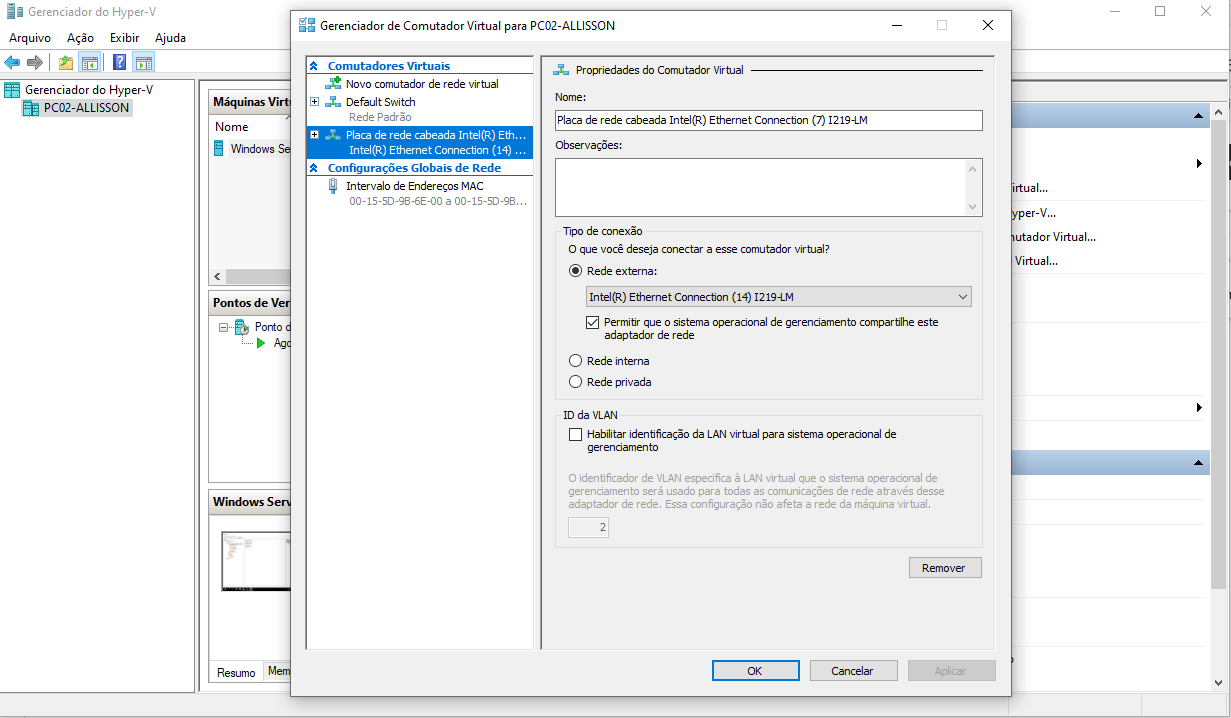 Gerenciador do Hyper-V
Arquivo Ação Exibir Ajuda
Gerenciador do Hyper-V
PC02-ALLISSON
Máquinas Virtu
Nome
Windows Se
Pontos de Ver
Ponto d
Ago
Windows Serv
Resumo Mem
Gerenciador de Comutador Virtual para PC02-ALLISSON
Comutadores Virtuais
Novo comutador de rede virtual
Default Switch
Rede Padrão
Placa de rede cabeada Intel(R) Eth...
Intel(R) Ethernet Connection (14) ...
Configurações Globais de Rede
Intervalo de Endereços MAC
00-15-5D-9B-6E-00 a 00-15-5D-9B...
Propriedades do Comutador Virtual
Nome:
Placa de rede cabeada Intel(R) Ethernet Connection (7) I219-LM
Observações:
Tipo de conexão
O que você deseja conectar a esse comutador virtual?
Rede externa:
Intel(R) Ethernet Connection (14) I219-LM
Permitir que o sistema operacional de gerenciamento compartilhe este
adaptador de rede
Rede interna
Rede privada
ID da VLAN
Habilitar identificação da LAN virtual para sistema operacional de
gerenciamento
O identificador de VLAN especifica à LAN virtual que o sistema operacional de
gerenciamento será usado para todas as comunicações de rede através desse
adaptador de rede. Essa configuração não afeta a rede da máquina virtual.
2
Remover
OK Cancelar Aplicar
irtual...
yper-V...
mutador Virtual...
Virtual...